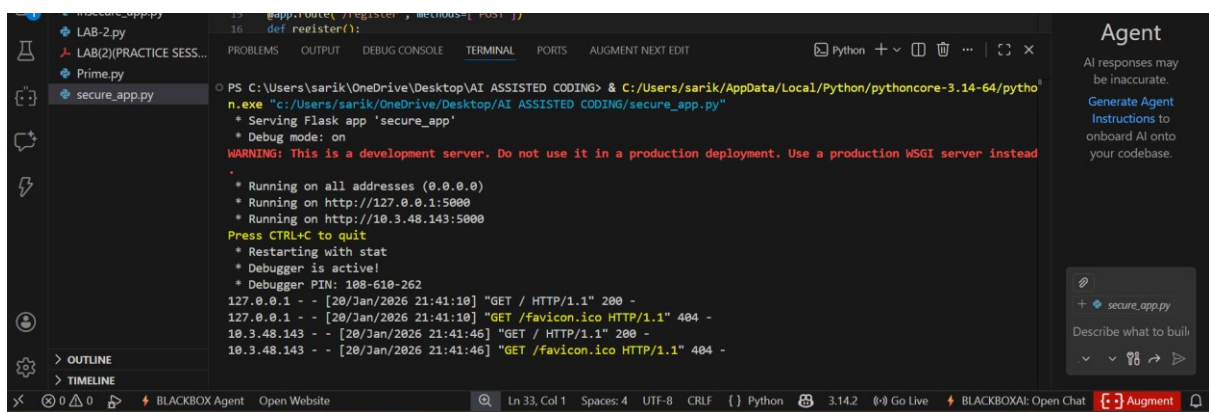 insecure_app.py
LAB-2.py
LAB(2)(PRACTICE SESS...
Prime.py
secure_app.py
OUTLINE
TIMELINE
15 @app.route('/register', methods=['POST'])
16 def register():
PROBLEMS OUTPUT DEBUG CONSOLE TERMINAL PORTS AUGMENT NEXT EDIT Python
PS C:\Users\sarik\OneDrive\Desktop\AI ASSISTED CODING> & C:/Users/sarik/AppData/Local/Python/pythoncore-3.14-64/pytho
n.exe "c:/Users/sarik/OneDrive/Desktop/AI ASSISTED CODING/secure_app.py"
* Serving Flask app 'secure_app'
* Debug mode: on
WARNING: This is a development server. Do not use it in a production deployment. Use a production WSGI server instead
.
* Running on all addresses (0.0.0.0)
* Running on http://127.0.0.1:5000
* Running on http://10.3.48.143:5000
Press CTRL+C to quit
* Restarting with stat
* Debugger is active!
* Debugger PIN: 108-610-262
127.0.0.1 - - [20/Jan/2026 21:41:10] "GET / HTTP/1.1" 200 -
127.0.0.1 - - [20/Jan/2026 21:41:10] "GET /favicon.ico HTTP/1.1" 404 -
10.3.48.143 - - [20/Jan/2026 21:41:46] "GET / HTTP/1.1" 200 -
10.3.48.143 - - [20/Jan/2026 21:41:46] "GET /favicon.ico HTTP/1.1" 404 -
Agent
AI responses may
be inaccurate.
Generate Agent
Instructions to
onboard AI onto
your codebase.
+ secure_app.py
Describe what to buil
0 0 BLACKBOX Agent Open Website Ln 33, Col 1 Spaces: 4 UTF-8 CRLF {} Python 3.14.2 Go Live BLACKBOXAI: Open Chat Augment